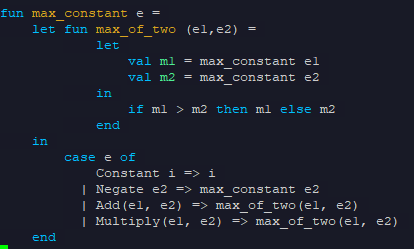 fun max_constant e =
    let fun max_of_two (e1,e2) =
            let
                val m1 = max_constant e1
                val m2 = max_constant e2
            in
                if m1 > m2 then m1 else m2
            end
    in
        case e of
            Constant i => i
          | Negate e2 => max_constant e2
          | Add(e1, e2) => max_of_two(e1, e2)
          | Multiply(e1, e2) => max_of_two(e1, e2)
    end